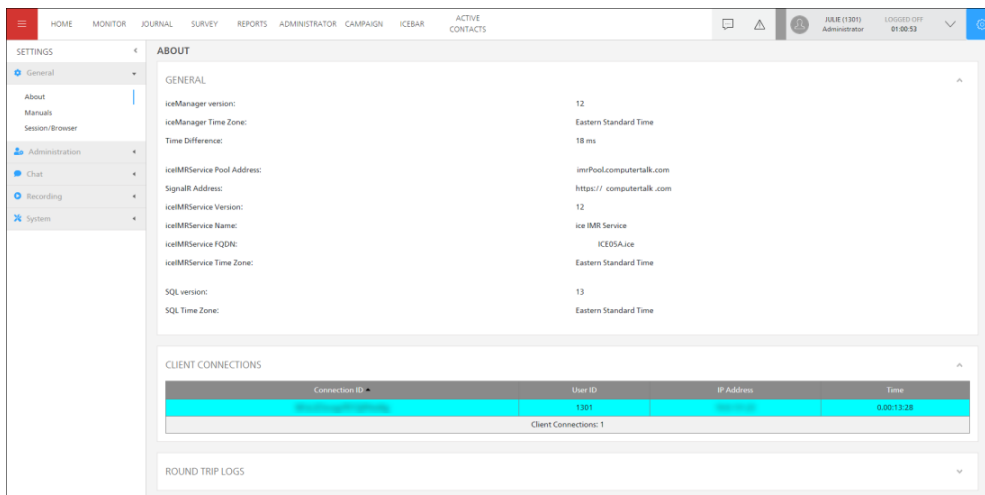 HOME MONITOR JOURNAL SURVEY REPORTS ADMINISTRATOR CAMPAIGN ICEBAR ACTIVE CONTACTS
JULIE (1301) Administrator
LOGGED OFF 01:00:53
SETTINGS
General
About
Manuals
Session/Browser
Administration
Chat
Recording
System
ABOUT
GENERAL
iceManager version: 12
iceManager Time Zone: Eastern Standard Time
Time Difference: 18 ms
iceIMRService Pool Address: imrPool.computertalk.com
SignalR Address: https:// computertalk .com
iceIMRService Version: 12
iceIMRService Name: ice IMR Service
iceIMRService FQDN: ICE05A.ice
iceIMRService Time Zone: Eastern Standard Time
SQL version: 13
SQL Time Zone: Eastern Standard Time
CLIENT CONNECTIONS
Connection ID User ID IP Address Time
1301 0.00:13:28
Client Connections: 1
ROUND TRIP LOGS